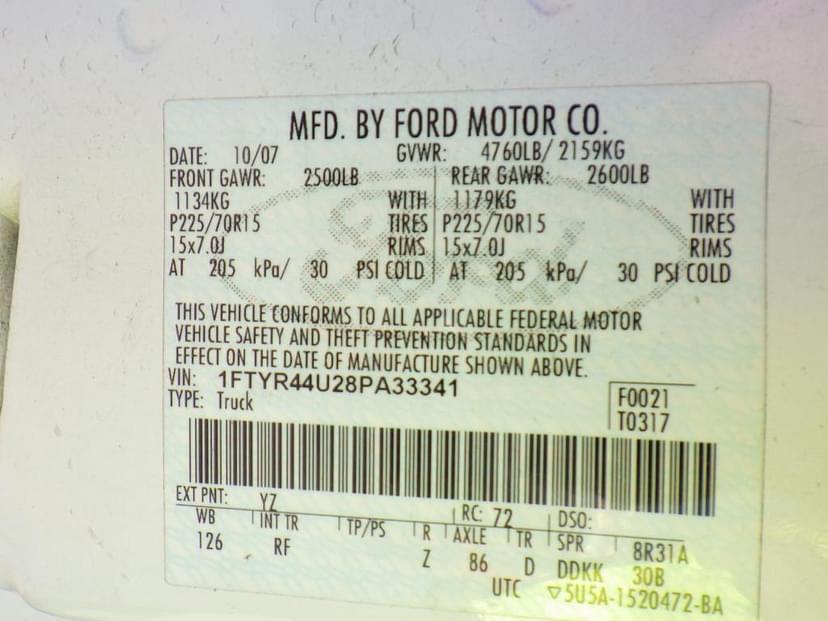 MFD. BY FORD MOTOR CO.
DATE: 10/07 GVWR: 4760LB/ 2159KG
FRONT GAWR: 2500LB REAR GAWR: 2600LB
1134KG WITH 1179KG WITH
P225/70R15 TIRES P225/70R15 TIRES
15x7.0J RIMS 15x7.0J RIMS
AT 205 kPa/ 30 PSI COLD AT 205 kPa/ 30 PSI COLD
Ford
THIS VEHICLE CONFORMS TO ALL APPLICABLE FEDERAL MOTOR
VEHICLE SAFETY AND THEFT PREVENTION STANDARDS IN
EFFECT ON THE DATE OF MANUFACTURE SHOWN ABOVE.
VIN: 1FTYR44U28PA33341
TYPE: Truck
F0021
T0317
EXT PNT: YZ RC: 72 DSO:
WB INT TR TP/PS R AXLE TR SPR 8R31A
126 RF Z 86 D DDKK 30B
UTC ▽5U5A-1520472-BA